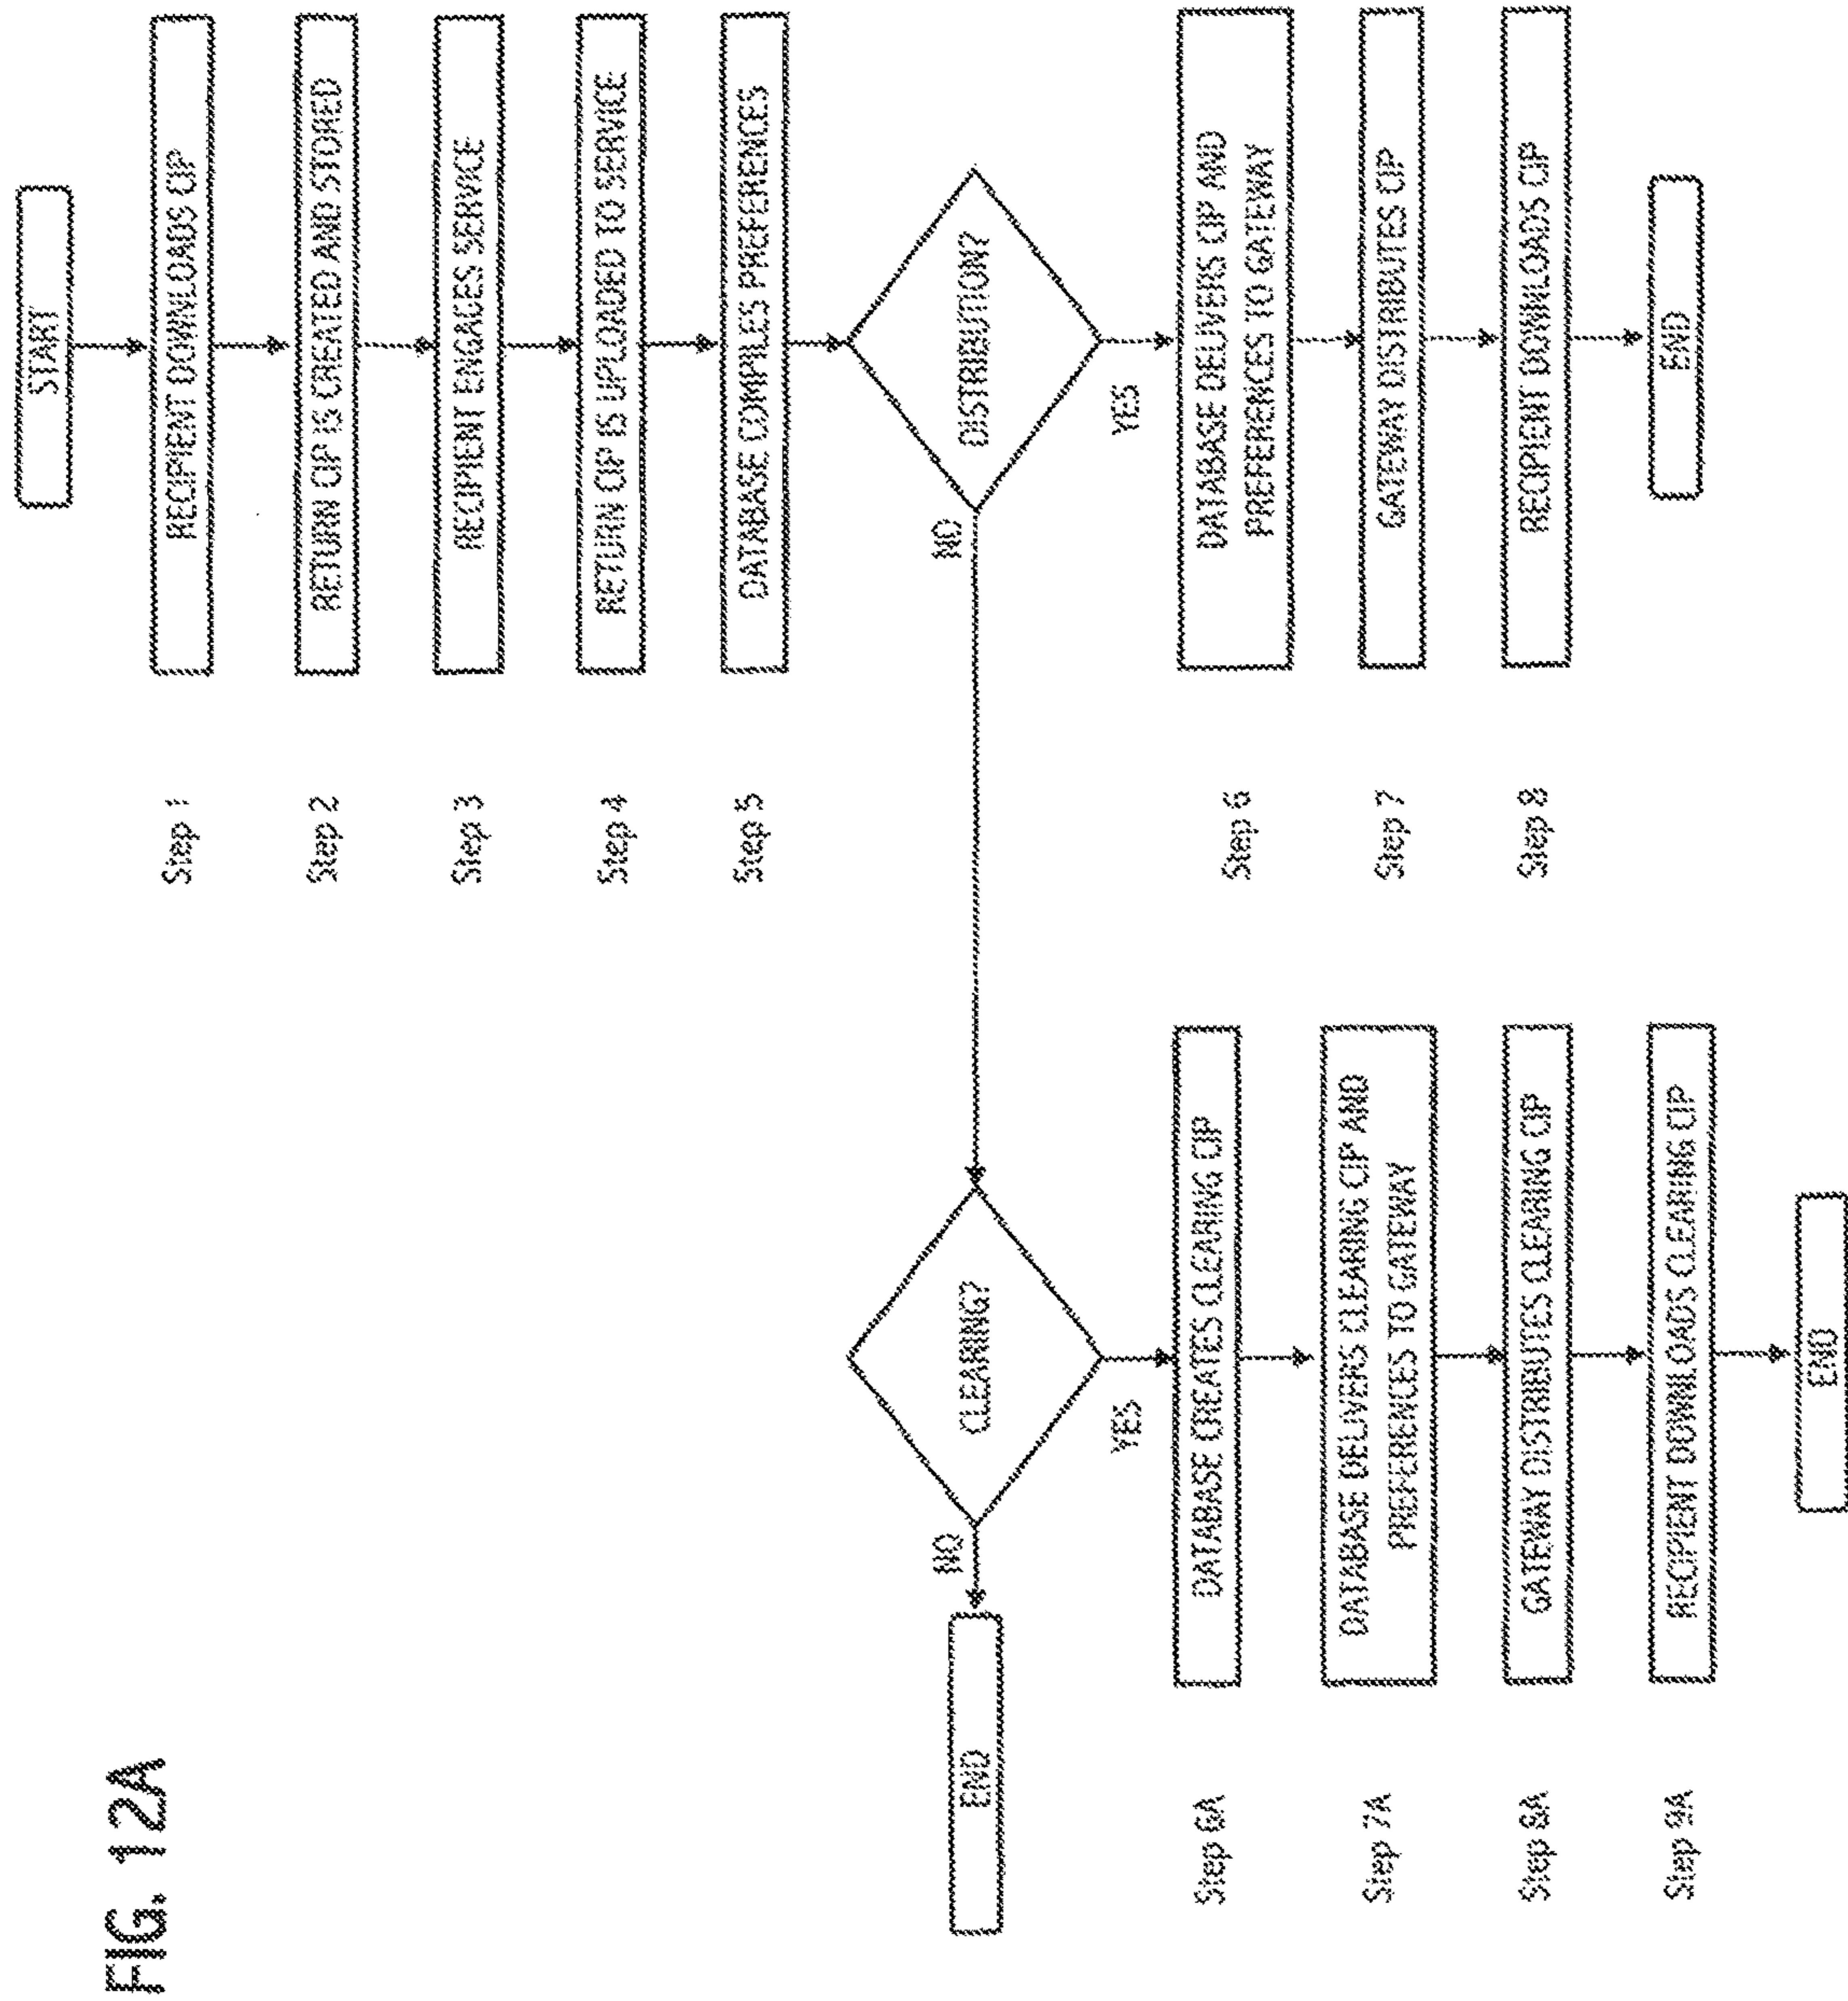 FIG. 12A
START
Step 1
RECIPIENT DOWNLOADS CIP
Step 2
RETURN CIP IS CREATED AND STORED
Step 3
RECIPIENT ENGAGES SERVICE
Step 4
RETURN CIP IS UPLOADED TO SERVICE
Step 5
DATABASE COMPILES PREFERENCES
DISTRIBUTION?
NO
YES
Step 6
DATABASE DELIVERS CIP AND
PREFERENCES TO GATEWAY
Step 7
GATEWAY DISTRIBUTES CIP
Step 8
RECIPIENT DOWNLOADS CIP
END
CLEARING?
NO
END
YES
Step 6A
DATABASE CREATES CLEARING CIP
Step 7A
DATABASE DELIVERS CLEARING CIP AND
PREFERENCES TO GATEWAY
Step 8A
GATEWAY DISTRIBUTES CLEARING CIP
Step 9A
RECIPIENT DOWNLOADS CLEARING CIP
END